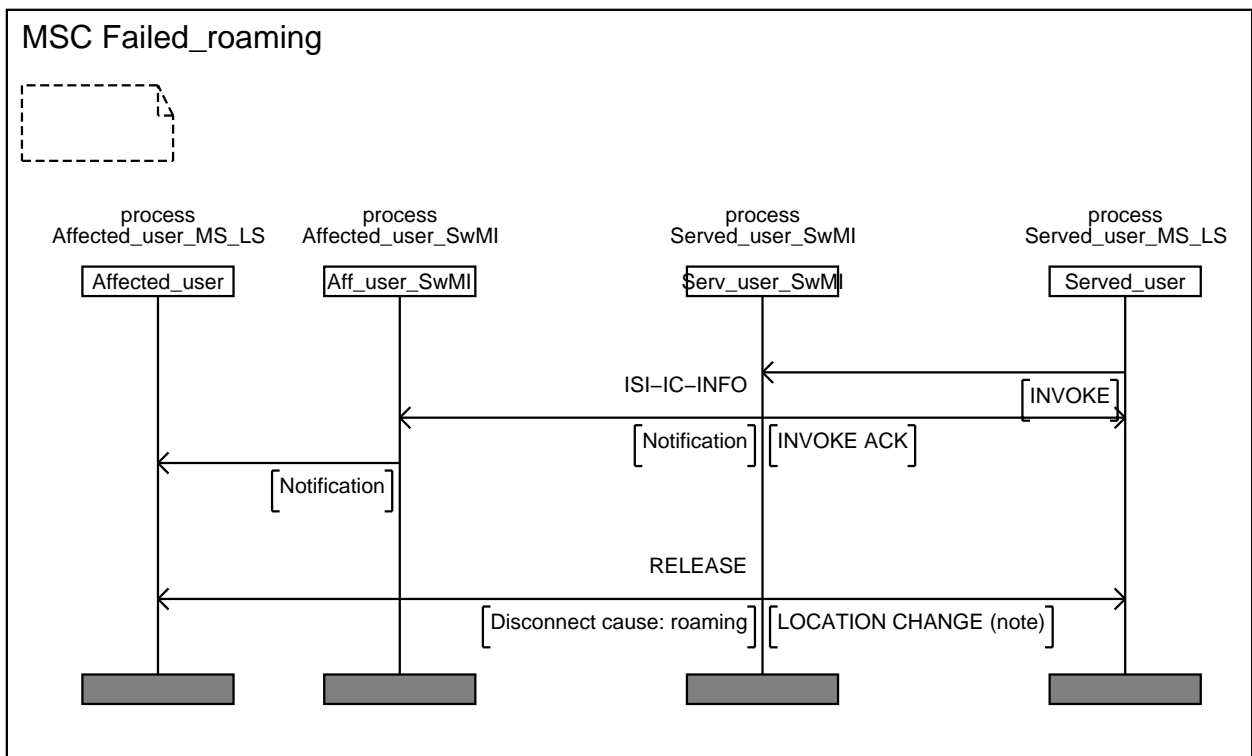 MSC Failed_roaming
process
Affected_user_MS_LS
process
Affected_user_SwMI
process
Served_user_SwMI
process
Served_user_MS_LS
Affected_user
Aff_user_SwMI
Serv_user_SwMI
Served_user
ISI−IC−INFO
INVOKE
Notification
INVOKE ACK
Notification
RELEASE
Disconnect cause: roaming
LOCATION CHANGE (note)